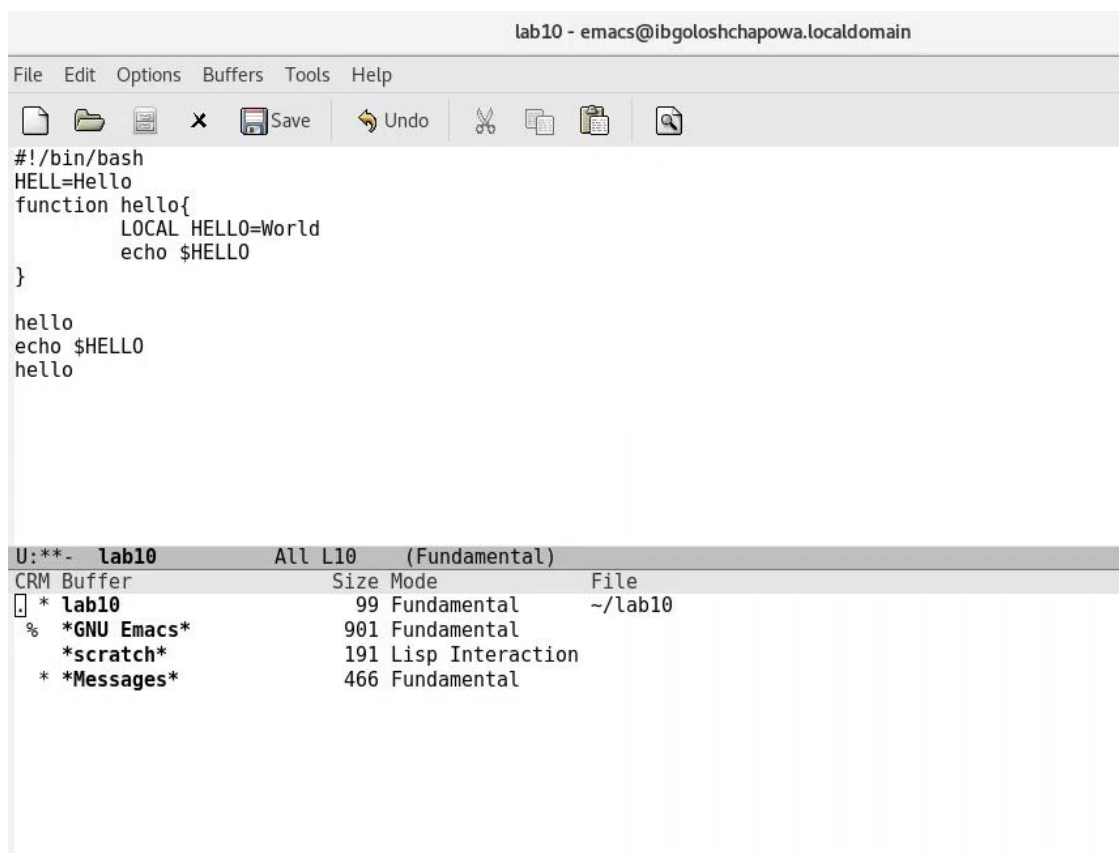 lab10 - emacs@ibgoloshchapowa.localdomain
File Edit Options Buffers Tools Help
Save Undo
#!/bin/bash
HELL=Hello
function hello{
        LOCAL HELLO=World
        echo $HELLO
}
hello
echo $HELLO
hello
U:**-  lab10          All L10    (Fundamental)
CRM Buffer                 Size Mode             File
. * lab10                    99 Fundamental      ~/lab10
 %  *GNU Emacs*             901 Fundamental
    *scratch*               191 Lisp Interaction
  * *Messages*              466 Fundamental